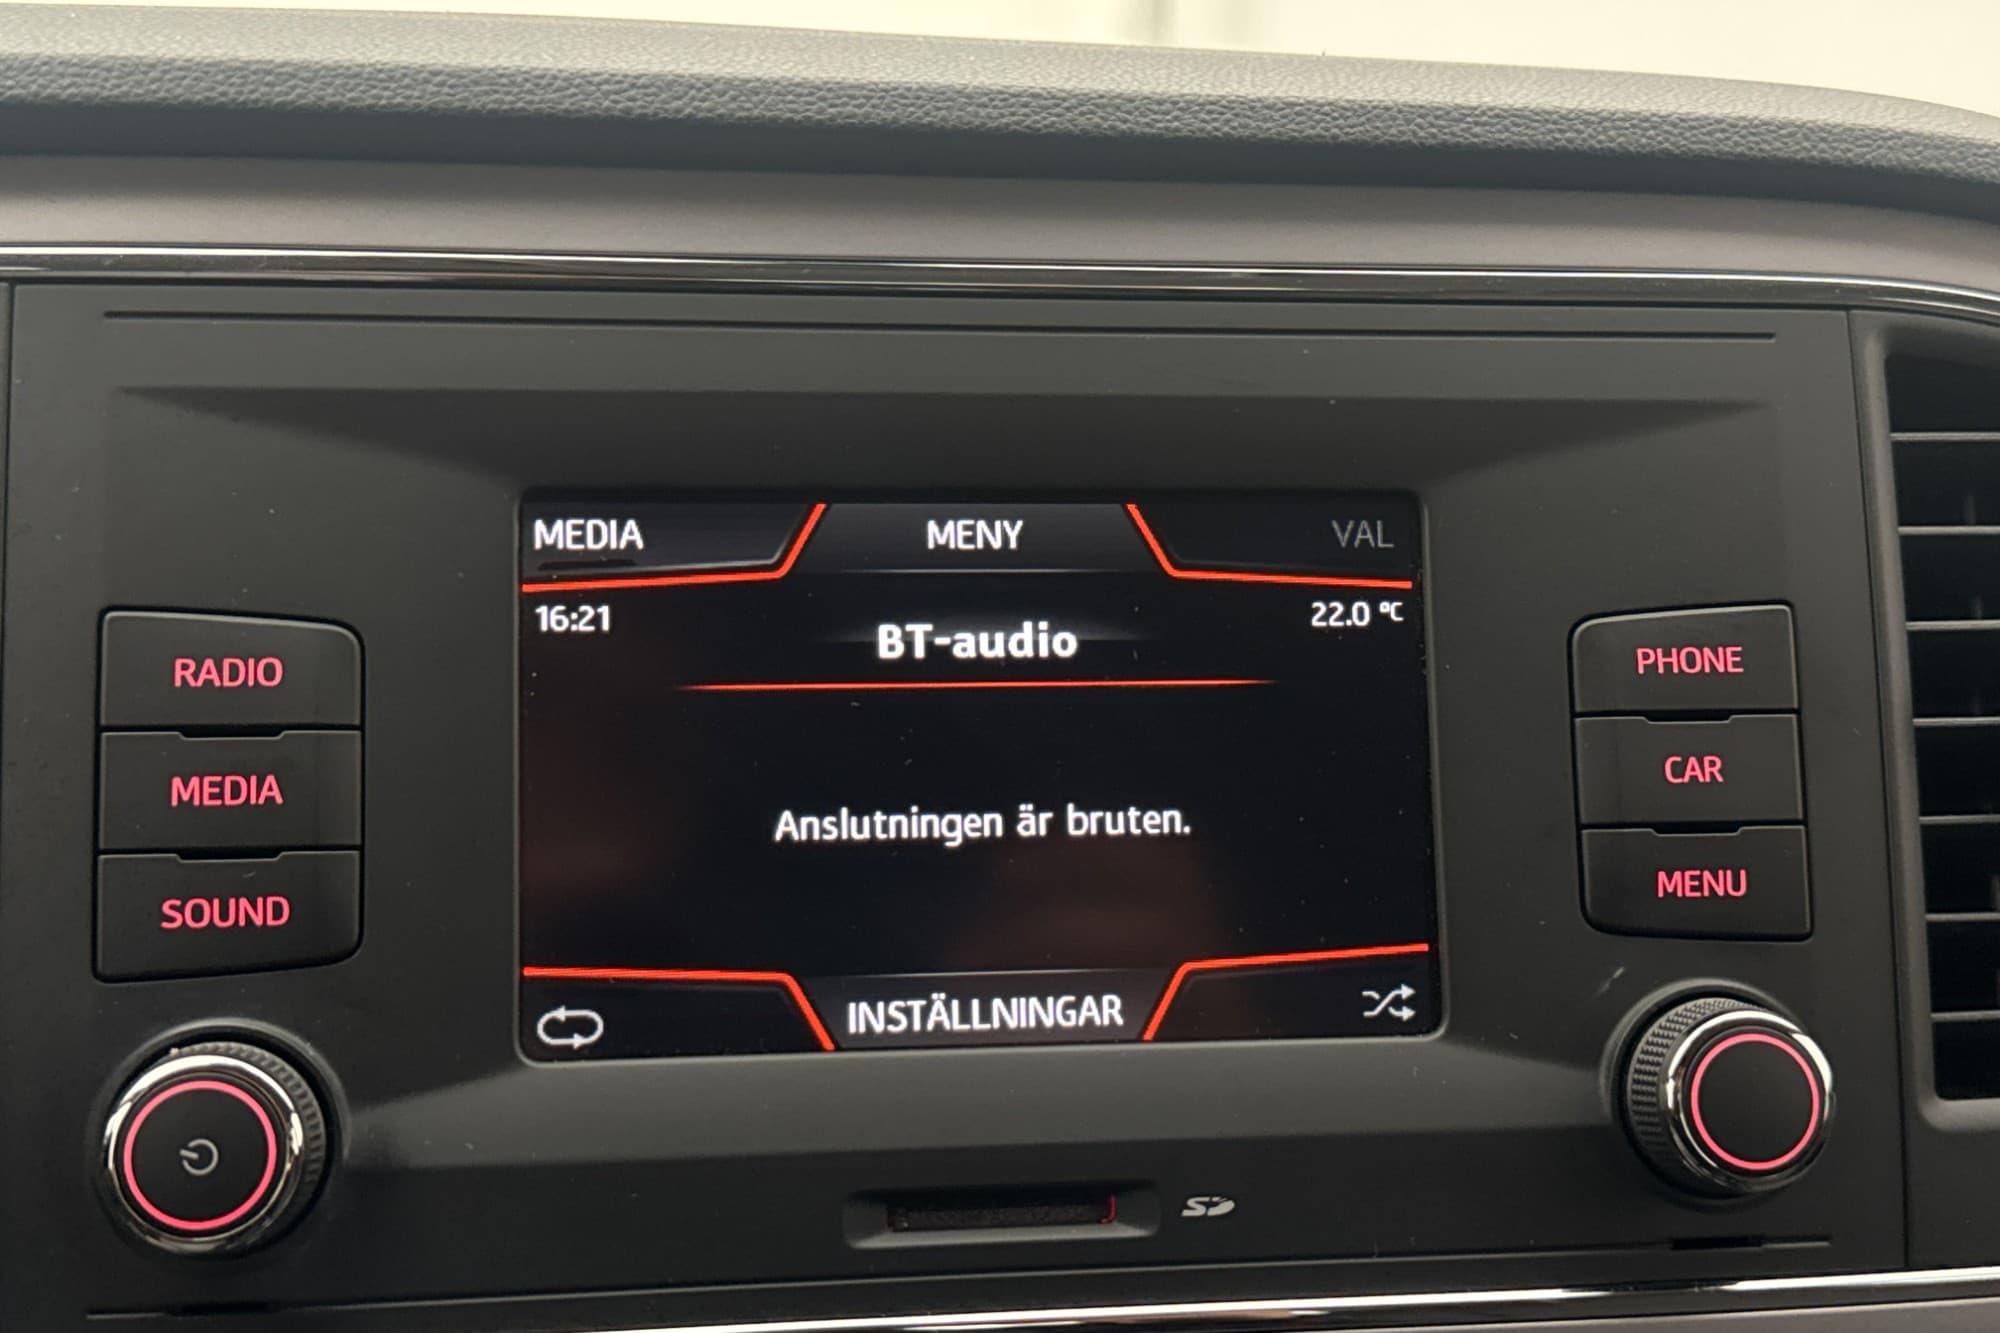 MEDIA
MENY
VAL
16:21
BT-audio
22.0 °C
Anslutningen är bruten.
INSTÄLLNINGAR
RADIO
MEDIA
SOUND
PHONE
CAR
MENU
SD